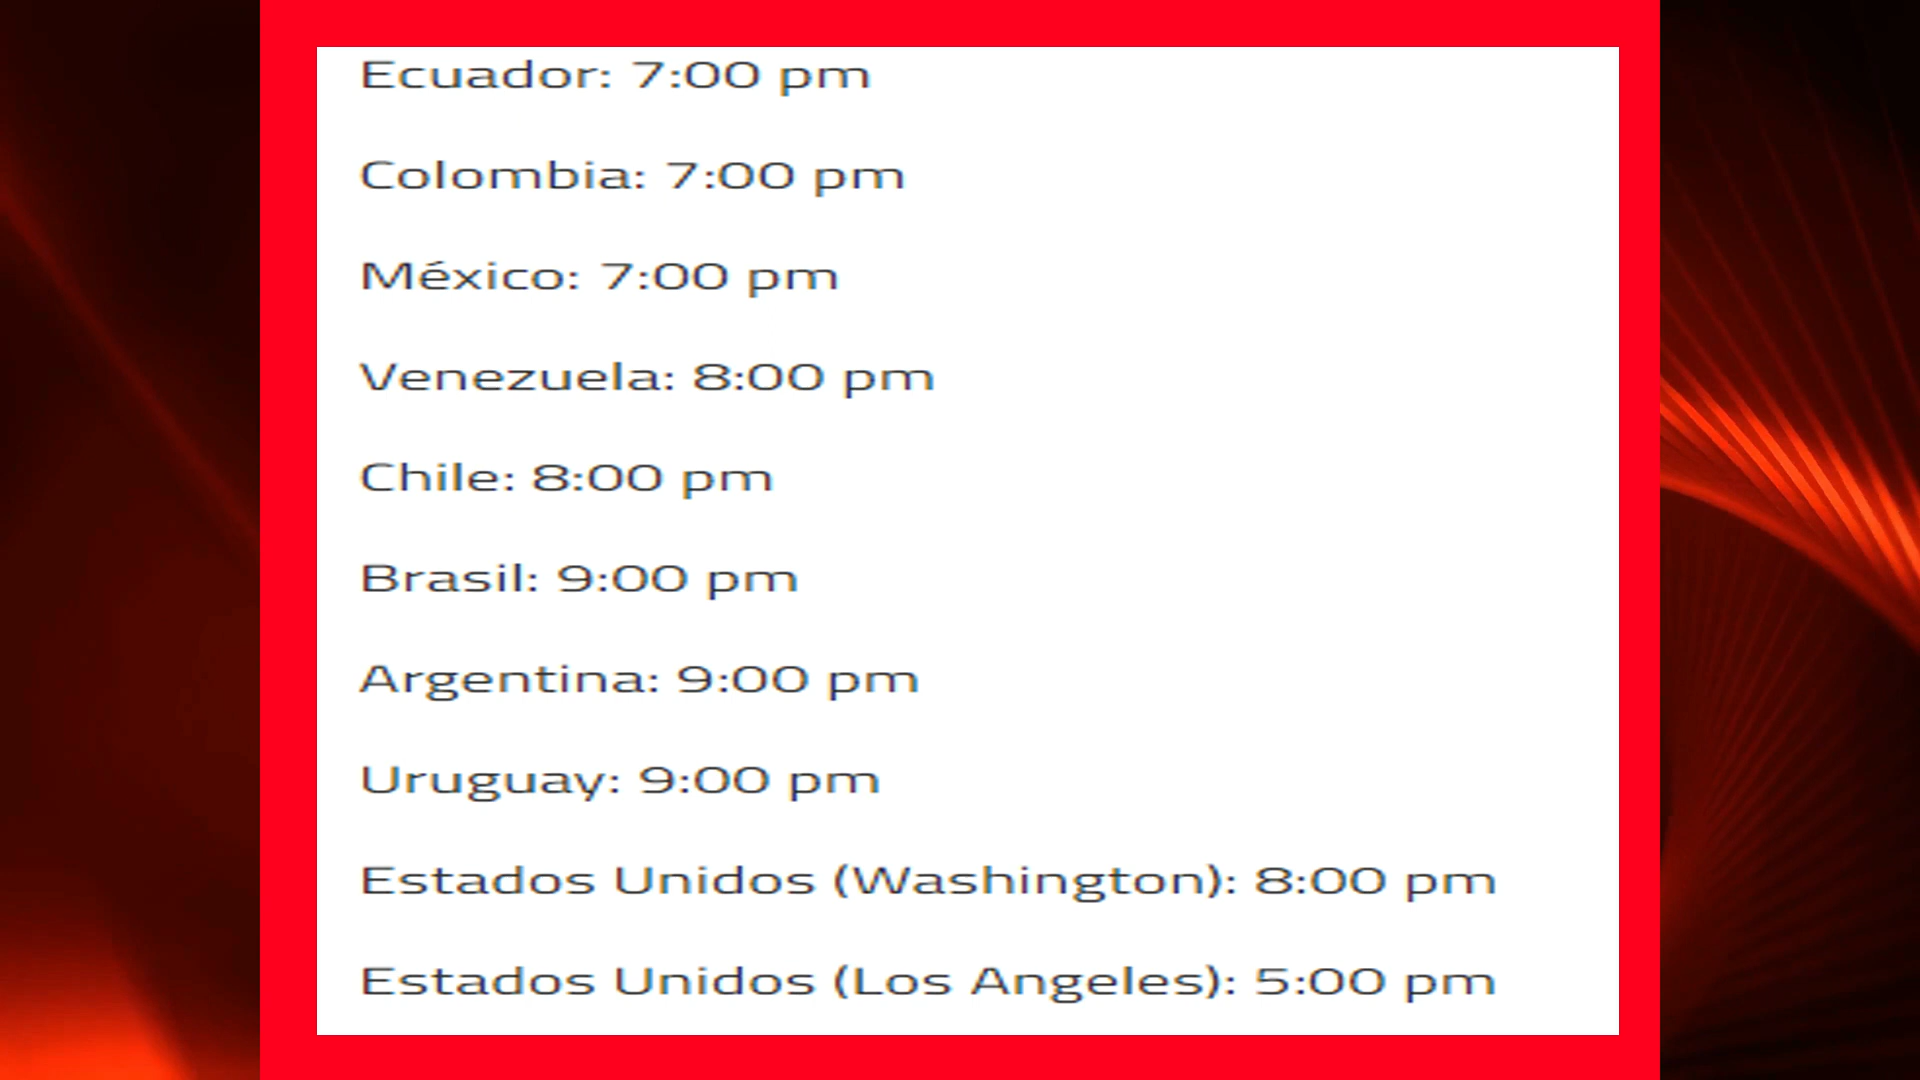 Ecuador: 7:00 pm
Colombia: 7:00 pm
México: 7:00 pm
Venezuela: 8:00 pm
Chile: 8:00 pm
Brasil: 9:00 pm
Argentina: 9:00 pm
Uruguay: 9:00 pm
Estados Unidos (Washington): 8:00 pm
Estados Unidos (Los Angeles): 5:00 pm